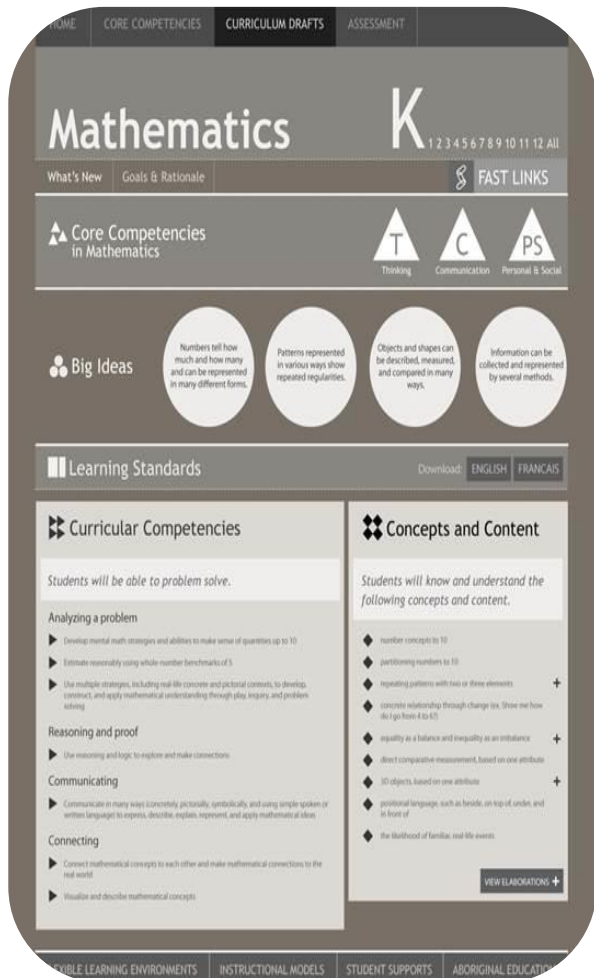 HOME CORE COMPETENCIES CURRICULUM DRAFTS ASSESSMENT
Mathematics
K 1 2 3 4 5 6 7 8 9 10 11 12 All
What's New Goals & Rationale
FAST LINKS
Core Competencies
in Mathematics
T C PS
Thinking Communication Personal & Social
Big Ideas
Numbers tell how
much and how many
and can be represented
in many different forms.
Patterns represented
in various ways show
repeated regularities.
Objects and shapes can
be described, measured,
and compared in many
ways.
Information can be
collected and represented
by several methods.
Learning Standards
Download: ENGLISH FRANCAIS
Curricular Competencies
Students will be able to problem solve.
Analyzing a problem
Develop mental math strategies and abilities to make sense of quantities up to 10
Estimate reasonably using whole-number benchmarks of 5
Use multiple strategies, including real-life concrete and pictorial contexts, to develop,
construct, and apply mathematical understanding through play, inquiry, and problem
solving
Reasoning and proof
Use reasoning and logic to explore and make connections
Communicating
Communicate in many ways (concretely, pictorially, symbolically, and using simple spoken or
written language) to express, describe, explain, represent, and apply mathematical ideas
Connecting
Connect mathematical concepts to each other and make mathematical connections to the
real world
Visualize and describe mathematical concepts
Concepts and Content
Students will know and understand the
following concepts and content.
number concepts to 10
partitioning numbers to 10
repeating patterns with two or three elements +
concrete relationship through change (ex. Show me how
do I go from 4 to 6?)
equality as a balance and inequality as an imbalance +
direct comparative measurement, based on one attribute
3D objects, based on one attribute +
positional language, such as beside, on top of, under, and
in front of
the likelihood of familiar, real-life events
VIEW ELABORATIONS +
EXIBLE LEARNING ENVIRONMENTS INSTRUCTIONAL MODELS STUDENT SUPPORTS ABORIGINAL EDUCATION